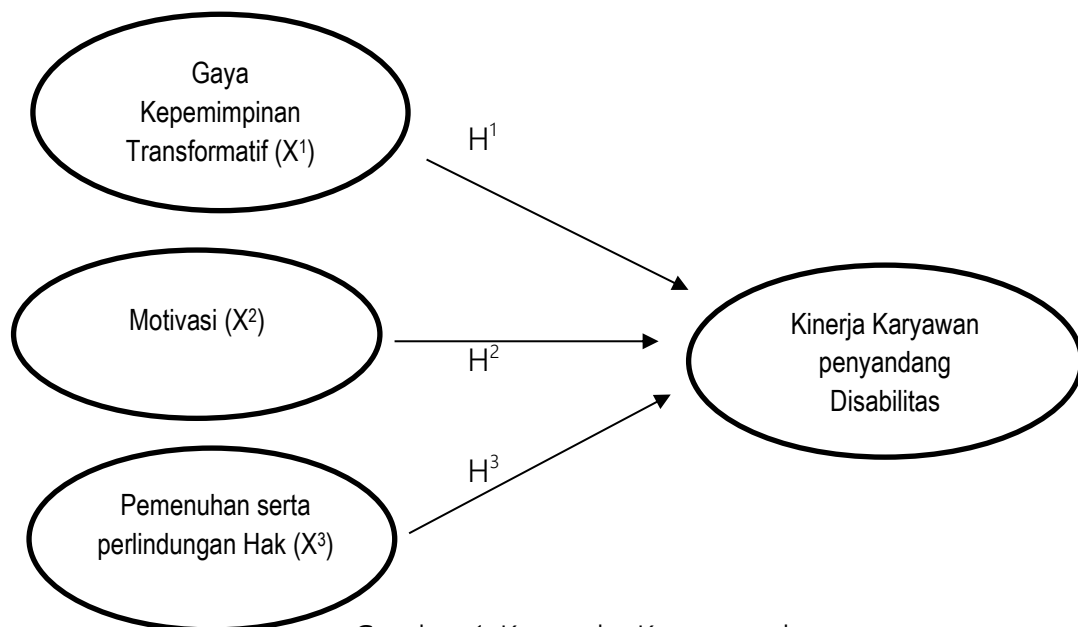 Gaya
Kepemimpinan
Transformatif (X¹)
H¹
Motivasi (X²)
H²
Kinerja Karyawan
penyandang
Disabilitas
Pemenuhan serta
perlindungan Hak (X³)
H³